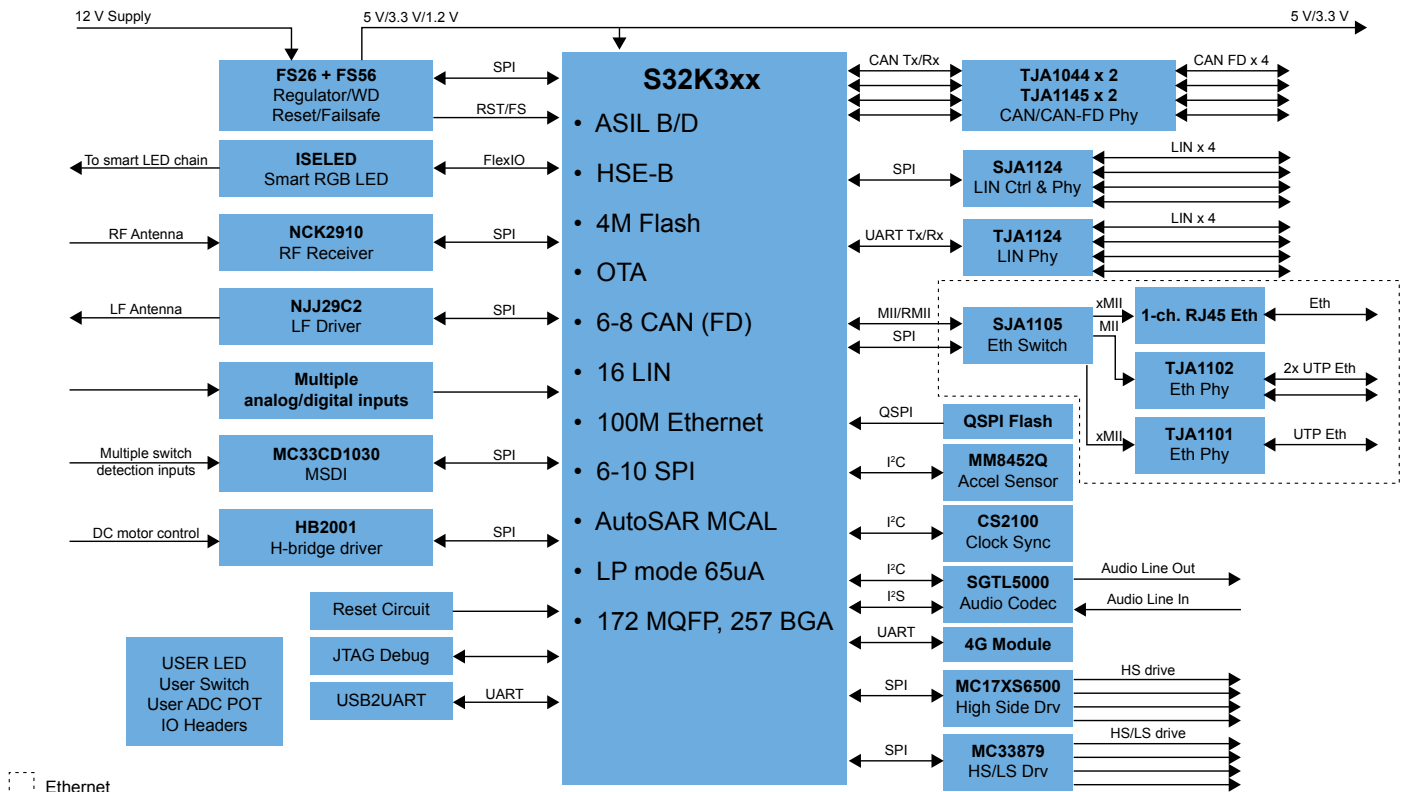 12 V Supply
5 V/3.3 V/1.2 V
5 V/3.3 V
FS26 + FS56
Regulator/WD
Reset/Failsafe
SPI
RST/FS
To smart LED chain
ISELED
Smart RGB LED
FlexIO
RF Antenna
NCK2910
RF Receiver
SPI
LF Antenna
NJJ29C2
LF Driver
SPI
Multiple
analog/digital inputs
Multiple switch
detection inputs
MC33CD1030
MSDI
SPI
DC motor control
HB2001
H-bridge driver
SPI
Reset Circuit
JTAG Debug
USB2UART
UART
USER LED
User Switch
User ADC POT
IO Headers
Ethernet
S32K3xx
• ASIL B/D
• HSE-B
• 4M Flash
• OTA
• 6-8 CAN (FD)
• 16 LIN
• 100M Ethernet
• 6-10 SPI
• AutoSAR MCAL
• LP mode 65uA
• 172 MQFP, 257 BGA
CAN Tx/Rx
TJA1044 x 2
TJA1145 x 2
CAN/CAN-FD Phy
CAN FD x 4
SPI
SJA1124
LIN Ctrl & Phy
LIN x 4
UART Tx/Rx
TJA1124
LIN Phy
LIN x 4
MII/RMII
SPI
SJA1105
Eth Switch
xMII
MII
xMII
1-ch. RJ45 Eth
Eth
TJA1102
Eth Phy
2x UTP Eth
TJA1101
Eth Phy
UTP Eth
QSPI
QSPI Flash
I²C
MM8452Q
Accel Sensor
I²C
CS2100
Clock Sync
I²C
I²S
SGTL5000
Audio Codec
Audio Line Out
Audio Line In
UART
4G Module
SPI
MC17XS6500
High Side Drv
HS drive
SPI
MC33879
HS/LS Drv
HS/LS drive